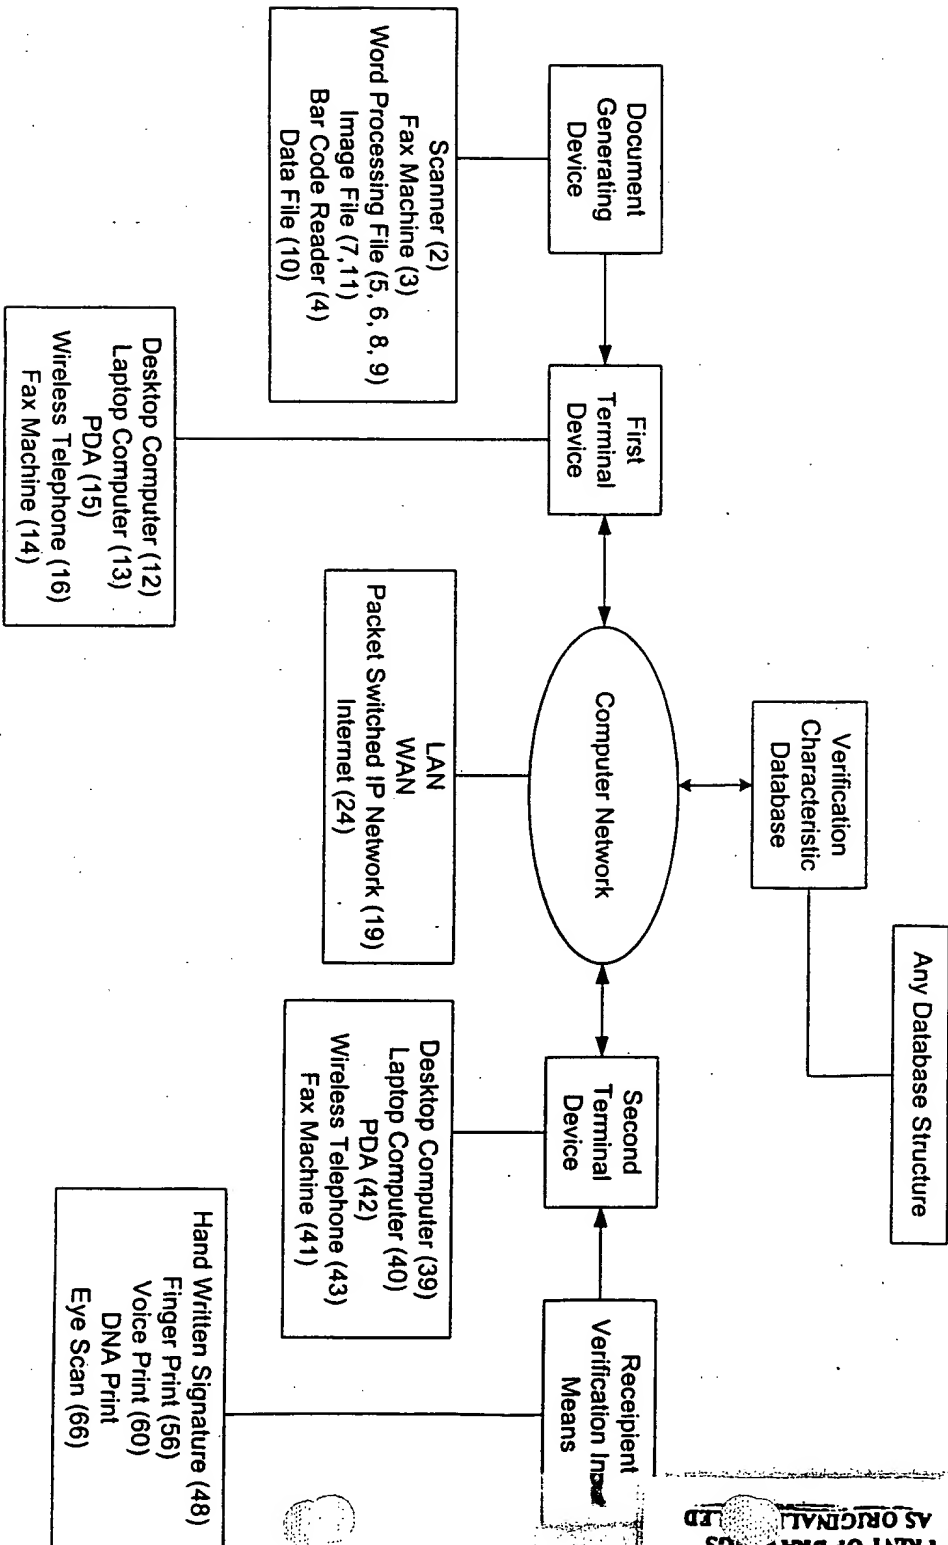 Any Database Structure
Verification
Characteristic
Database
Document
Generating
Device
First
Terminal
Device
Computer Network
Second
Terminal
Device
Receipient
Verification Input
Means
Scanner (2)
Fax Machine (3)
Word Processing File (5, 6, 8, 9)
Image File (7,11)
Bar Code Reader (4)
Data File (10)
Desktop Computer (12)
Laptop Computer (13)
PDA (15)
Wireless Telephone (16)
Fax Machine (14)
LAN
WAN
Packet Switched IP Network (19)
Internet (24)
Desktop Computer (39)
Laptop Computer (40)
PDA (42)
Wireless Telephone (43)
Fax Machine (41)
Hand Written Signature (48)
Finger Print (56)
Voice Print (60)
DNA Print
Eye Scan (66)
PRINT OF
AS ORIGINAL